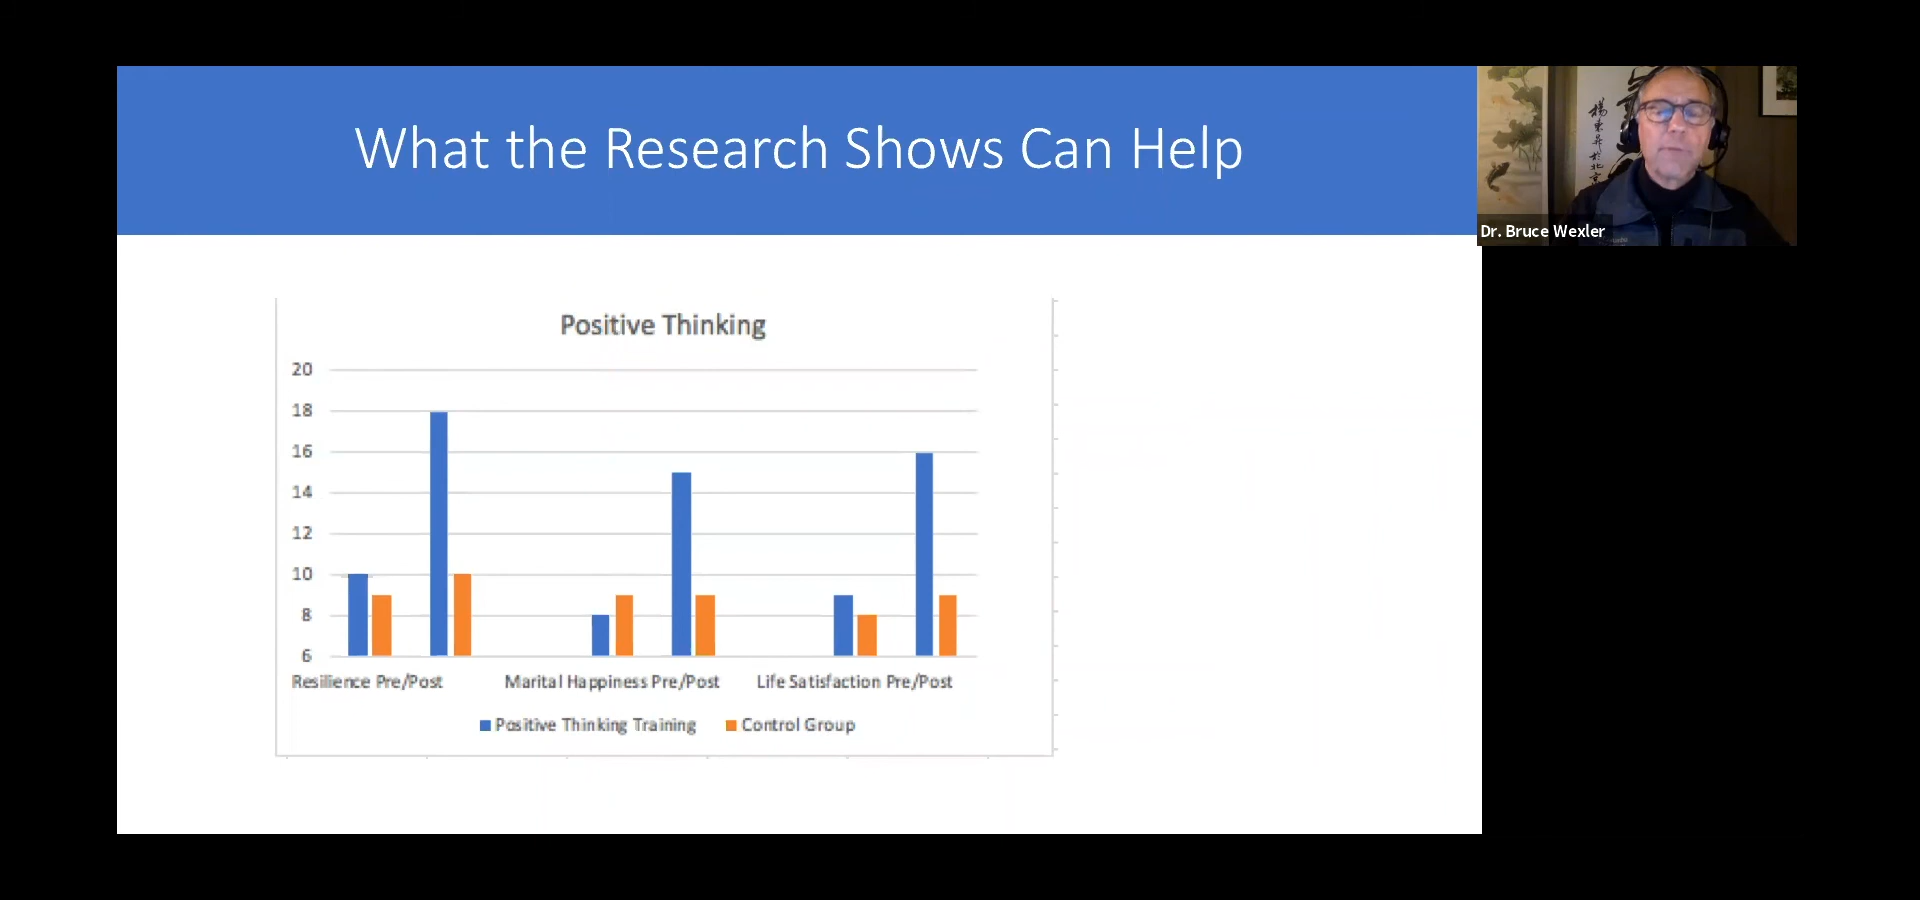 What the Research Shows Can Help
Dr. Bruce Wexler
Positive Thinking
20
18
16
14
12
10
8
6
Resilience Pre/Post Marital Happiness Pre/Post Life Satisfaction Pre/Post
Positive Thinking Training Control Group